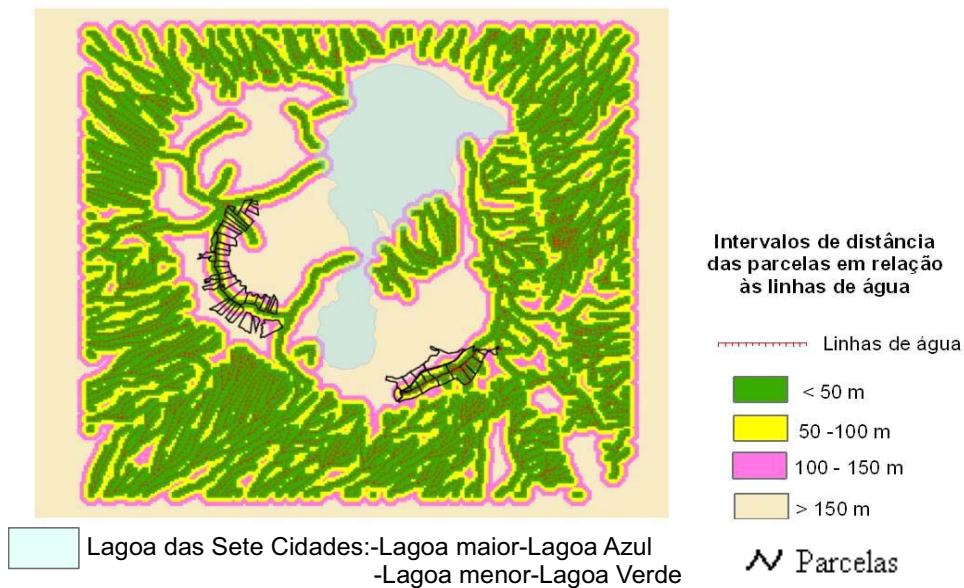 Intervalos de distância
das parcelas em relação
às linhas de água
Linhas de água
< 50 m
50 -100 m
100 - 150 m
> 150 m
Parcelas
Lagoa das Sete Cidades:-Lagoa maior-Lagoa Azul
-Lagoa menor-Lagoa Verde